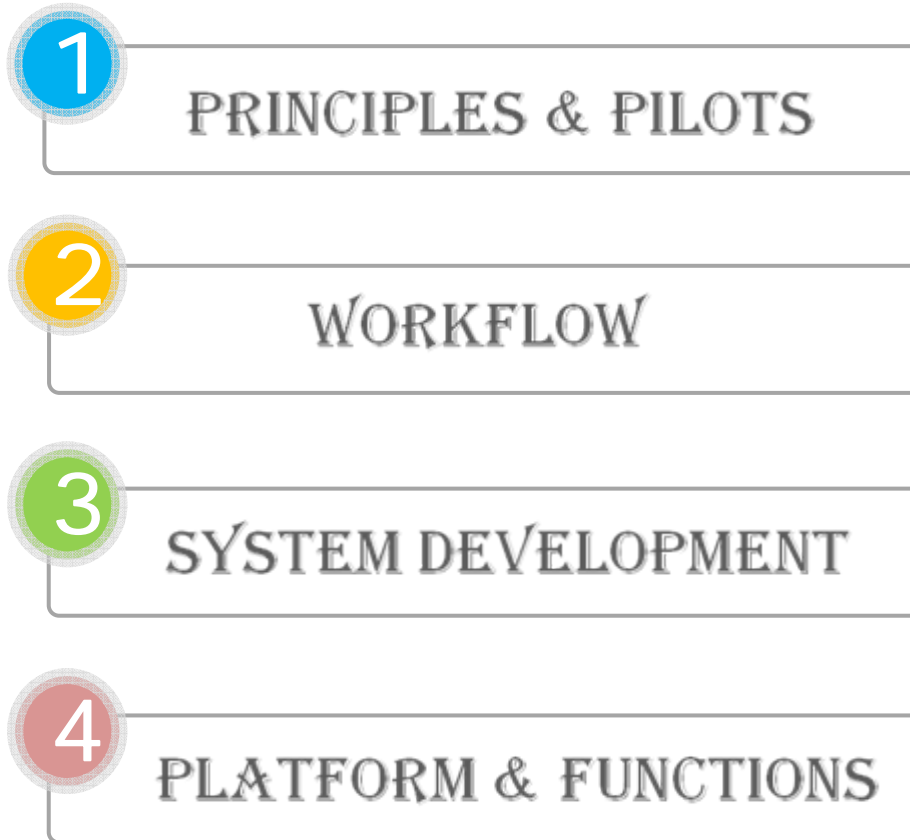 1
PRINCIPLES & PILOTS
2
WORKFLOW
3
SYSTEM DEVELOPMENT
4
PLATFORM & FUNCTIONS